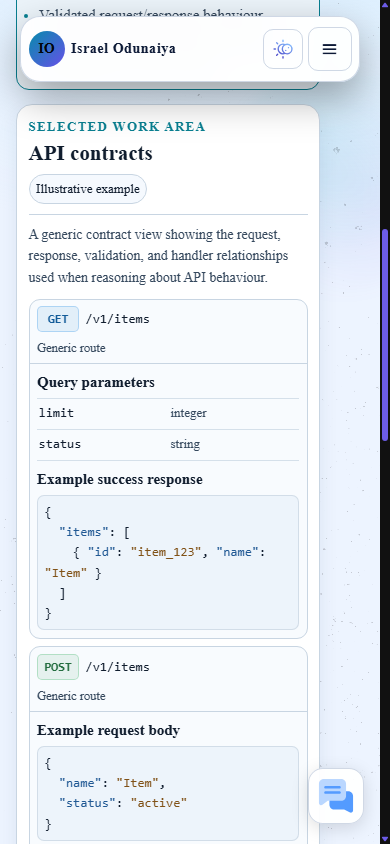 Validated request/response behaviour
IO Israel Odunaiya
SELECTED WORK AREA
API contracts
Illustrative example
A generic contract view showing the request,
response, validation, and handler relationships
used when reasoning about API behaviour.
GET /v1/items
Generic route
Query parameters
limit integer
status string
Example success response
{
"items": [
{ "id": "item_123", "name":
"Item" }
]
}
POST /v1/items
Generic route
Example request body
{
"name": "Item",
"status": "active"
}